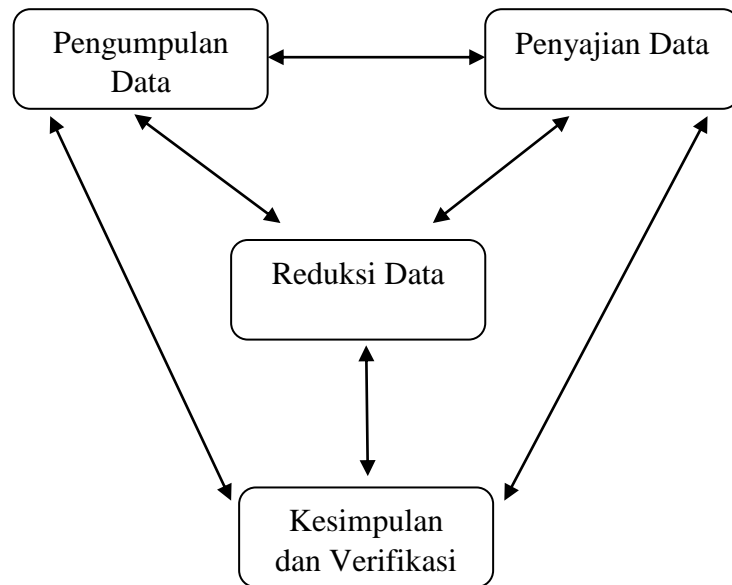 Pengumpulan
Data
Penyajian Data
Reduksi Data
Kesimpulan
dan Verifikasi